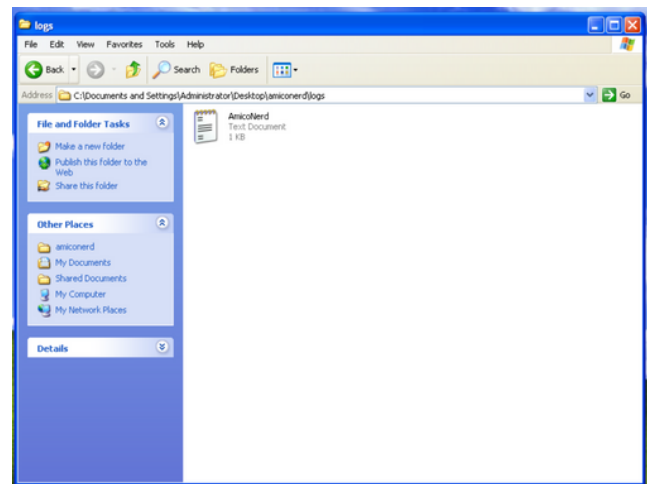 logs
File Edit View Favorites Tools Help
Back Search Folders
Address C:\Documents and Settings\Administrator\Desktop\amiconerd\logs Go
File and Folder Tasks
Make a new folder
Publish this folder to the
Web
Share this folder
Other Places
amiconerd
My Documents
Shared Documents
My Computer
My Network Places
Details
AmicoNerd
Text Document
1 KB